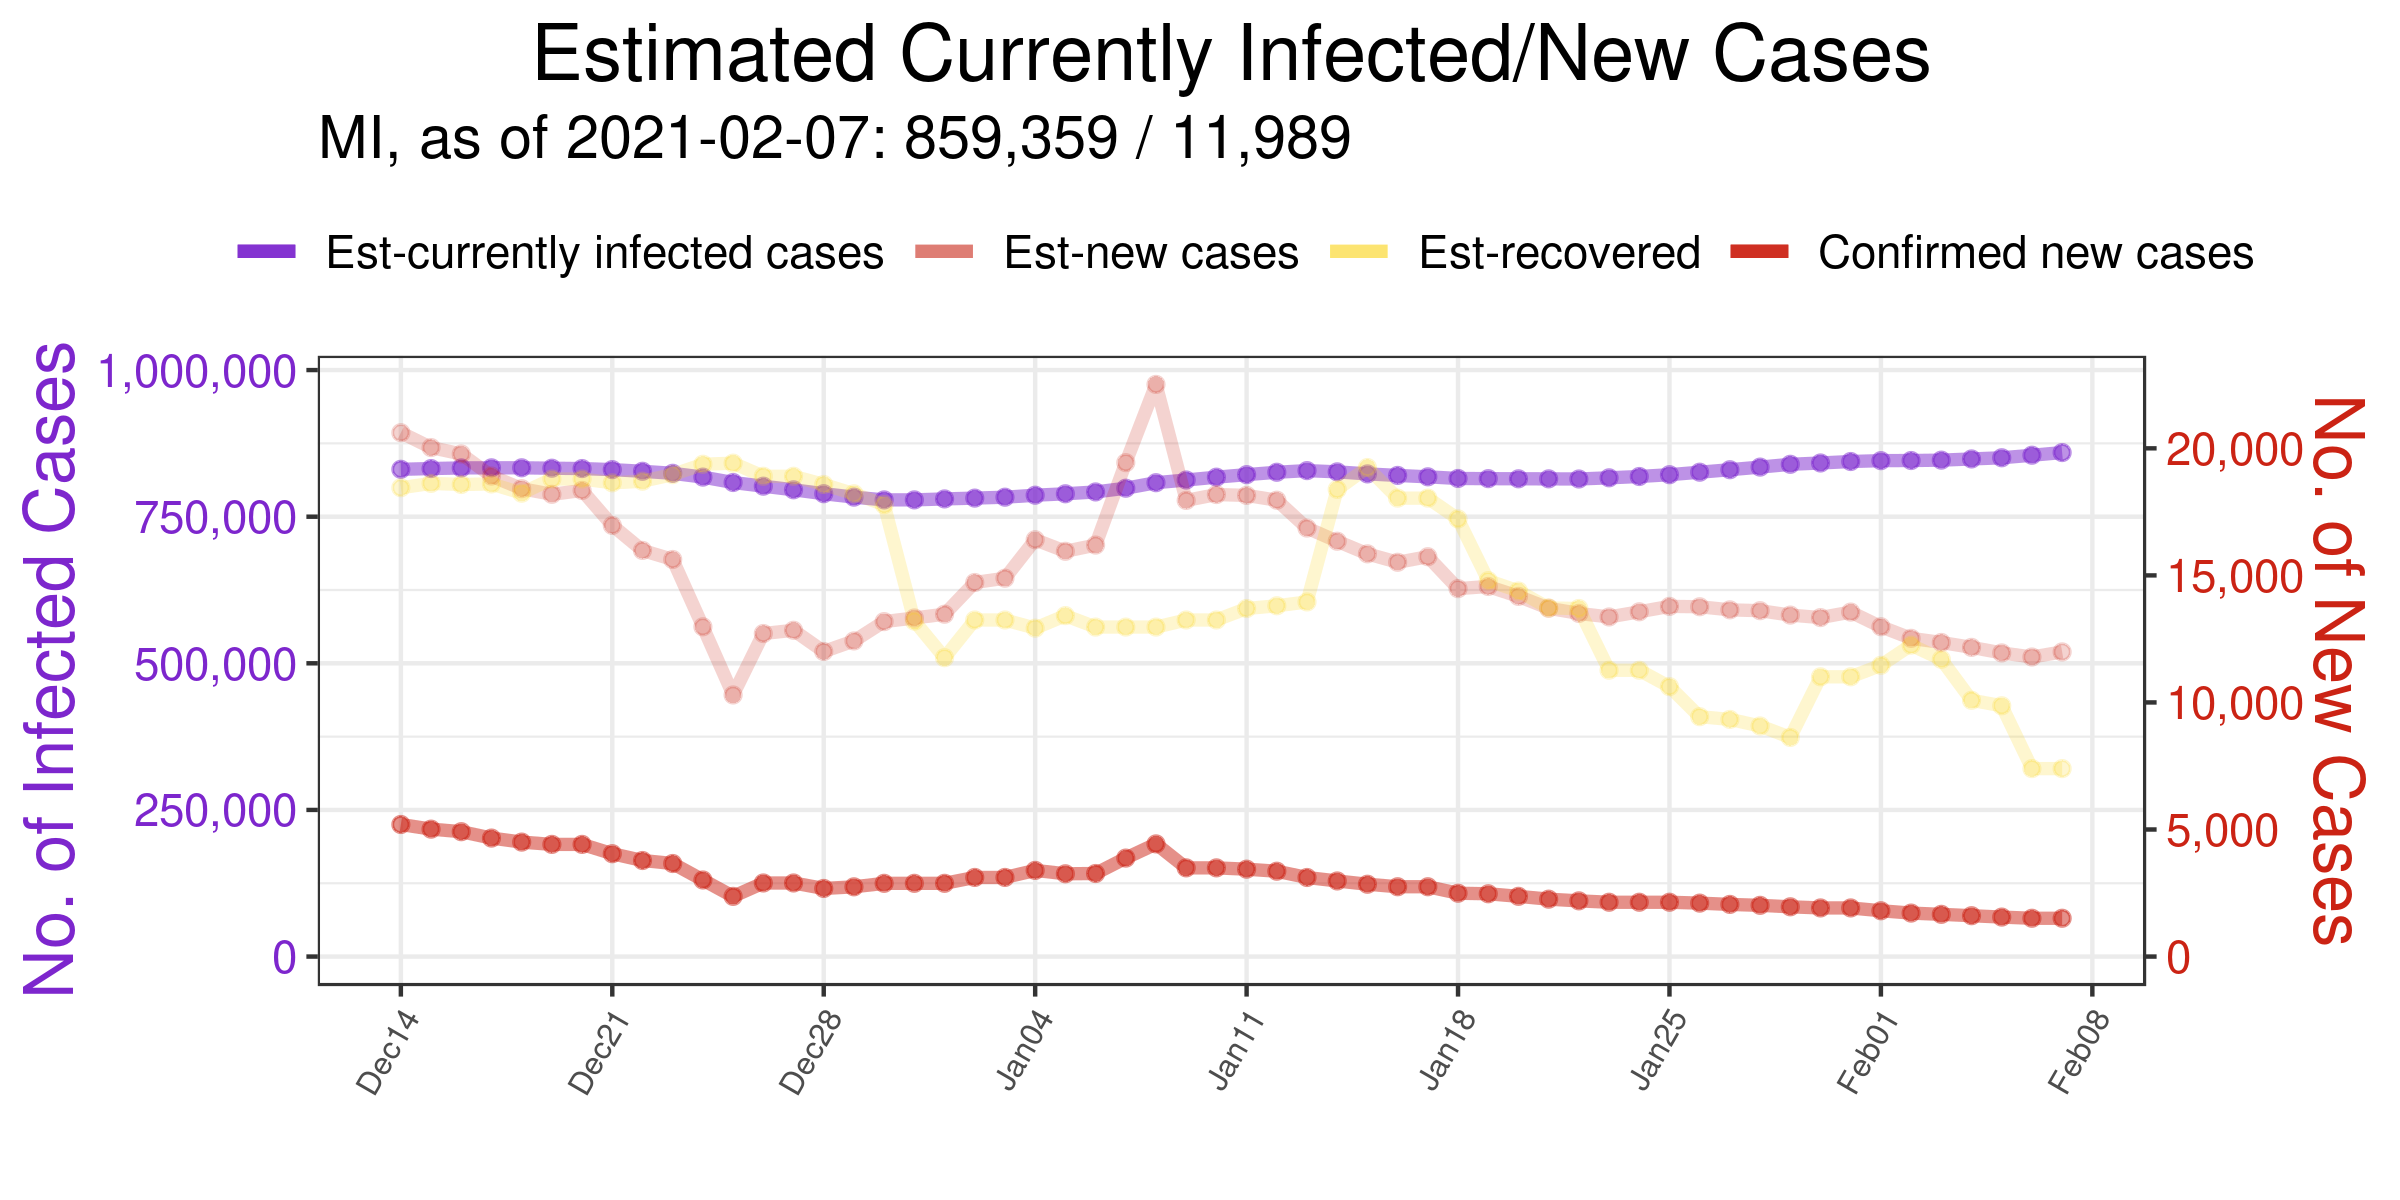 Estimated Currently Infected/New Cases
MI, as of 2021-02-07: 859,359 / 11,989
Est-currently infected cases Est-new cases Est-recovered Confirmed new cases
No. of Infected Cases
1,000,000
750,000
500,000
250,000
0
20,000
15,000
10,000
5,000
0
No. of New Cases
Dec14 Dec21 Dec28 Jan04 Jan11 Jan18 Jan25 Feb01 Feb08